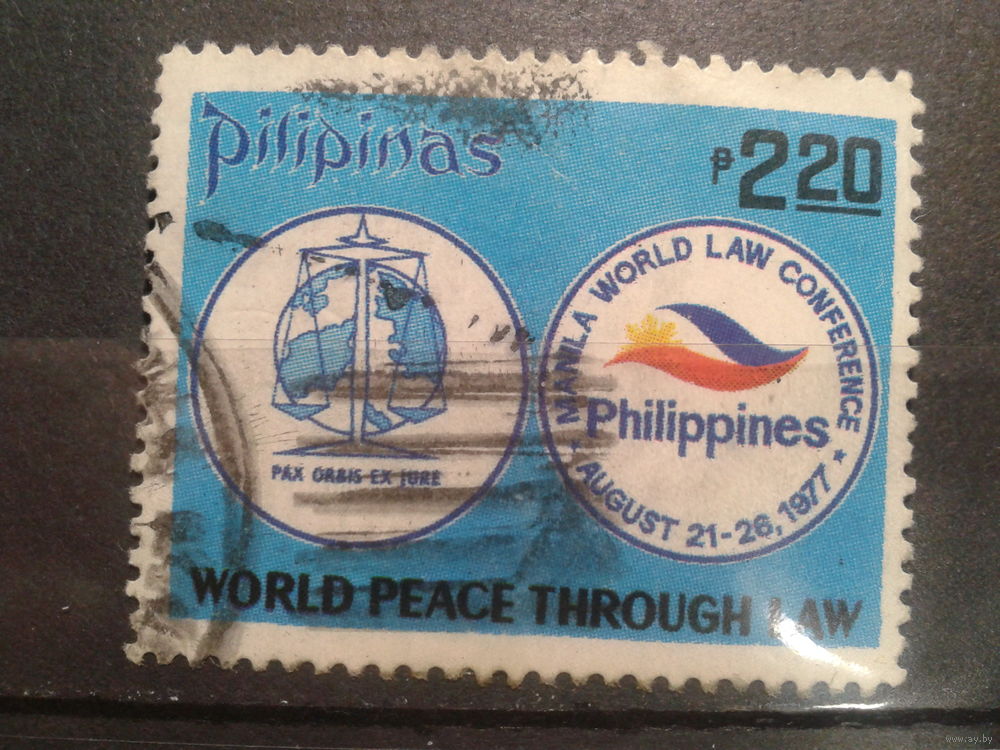 pilipinas
₱2.20
PAX ORBIS EX JURE
MANILA WORLD LAW CONFERENCE
Philippines
★ AUGUST 21-26, 1977 ★
WORLD PEACE THROUGH LAW
www.ay.by